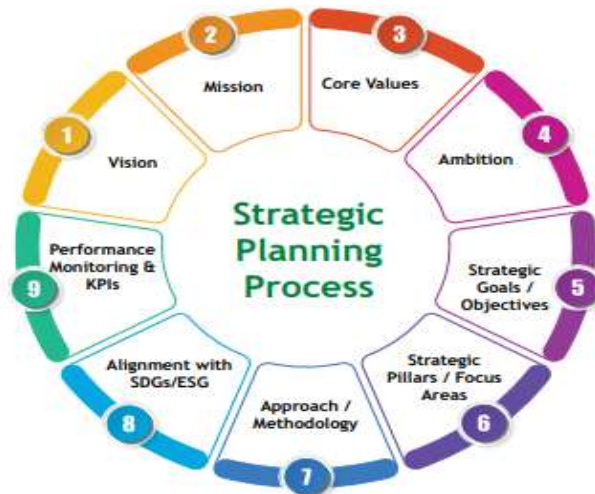 Strategic
Planning
Process
1
Vision
2
Mission
3
Core Values
4
Ambition
5
Strategic
Goals /
Objectives
6
Strategic
Pillars / Focus
Areas
7
Approach /
Methodology
8
Alignment with
SDGs/ESG
9
Performance
Monitoring &
KPIs